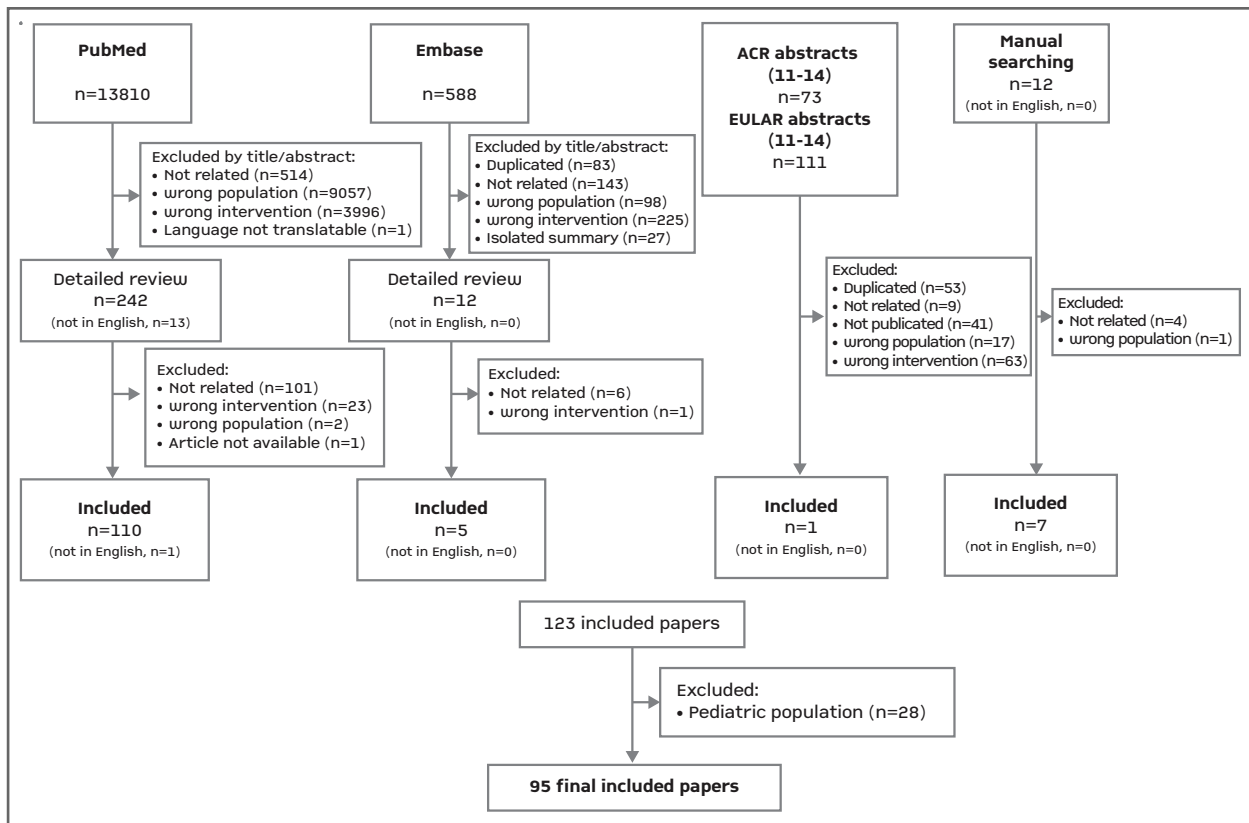 PubMed
n=13810
Excluded by title/abstract:
• Not related (n=514)
• wrong population (n=9057)
• wrong intervention (n=3996)
• Language not translatable (n=1)
Detailed review
n=242
(not in English, n=13)
Excluded:
• Not related (n=101)
• wrong intervention (n=23)
• wrong population (n=2)
• Article not available (n=1)
Included
n=110
(not in English, n=1)
Embase
n=588
Excluded by title/abstract:
• Duplicated (n=83)
• Not related (n=143)
• wrong population (n=98)
• wrong intervention (n=225)
• Isolated summary (n=27)
Detailed review
n=12
(not in English, n=0)
Excluded:
• Not related (n=6)
• wrong intervention (n=1)
Included
n=5
(not in English, n=0)
ACR abstracts
(11-14)
n=73
EULAR abstracts
(11-14)
n=111
Excluded:
• Duplicated (n=53)
• Not related (n=9)
• Not publicated (n=41)
• wrong population (n=17)
• wrong intervention (n=63)
Included
n=1
(not in English, n=0)
Manual
searching
n=12
(not in English, n=0)
Excluded:
• Not related (n=4)
• wrong population (n=1)
Included
n=7
(not in English, n=0)
123 included papers
Excluded:
• Pediatric population (n=28)
95 final included papers